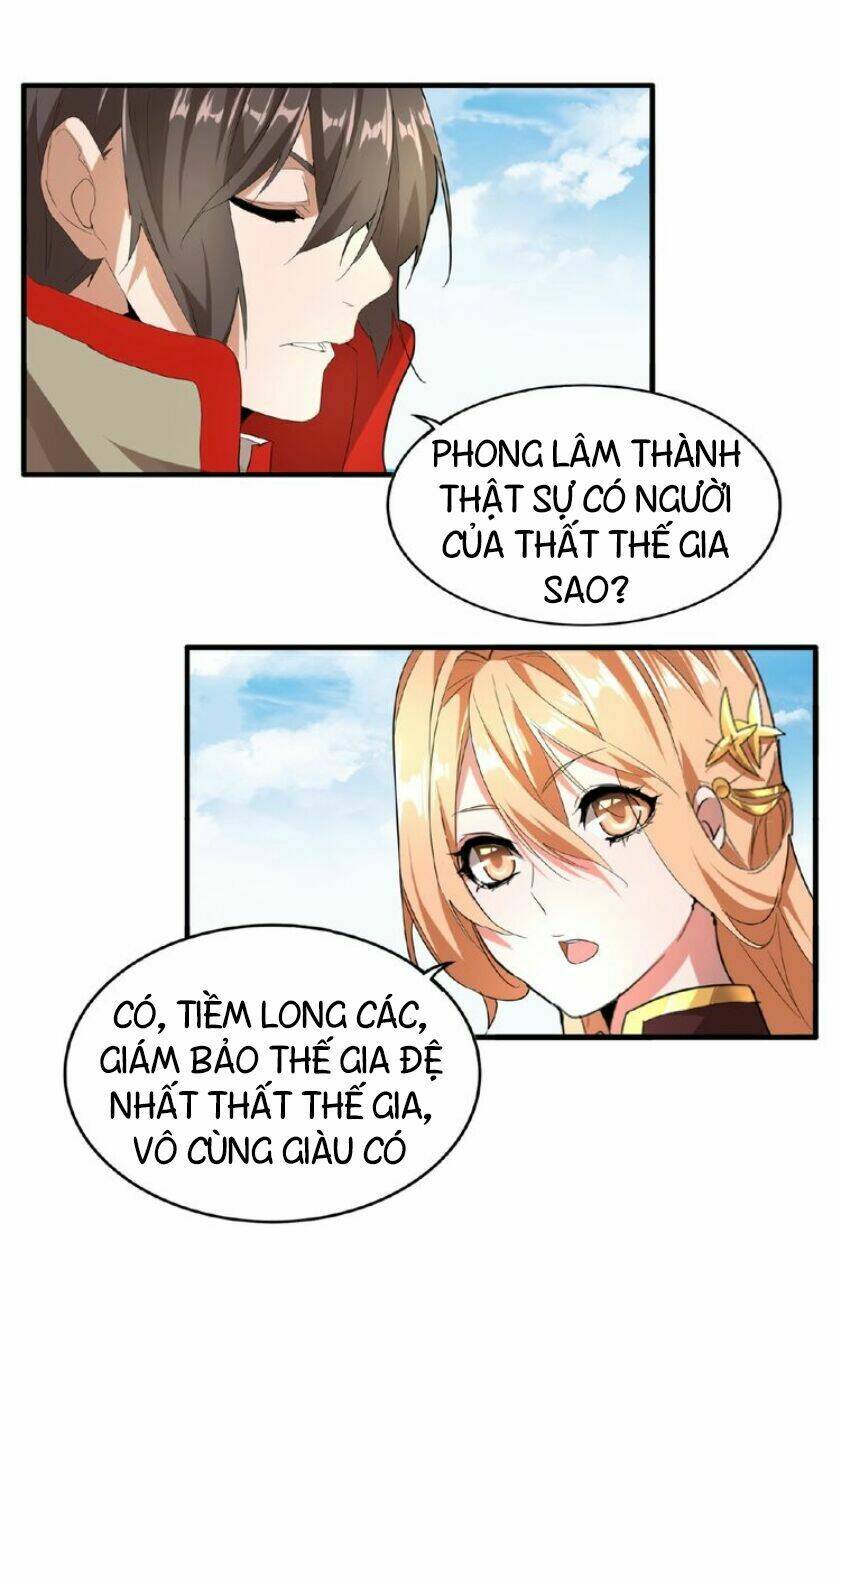 PHONG LÂM THÀNH
THẬT SỰ CÓ NGƯỜI
CỦA THẤT THẾ GIA
SAO?
CÓ, TIỀM LONG CÁC,
GIÁM BẢO THẾ GIA ĐỆ
NHẤT THẤT THẾ GIA,
VÔ CÙNG GIÀU CÓ